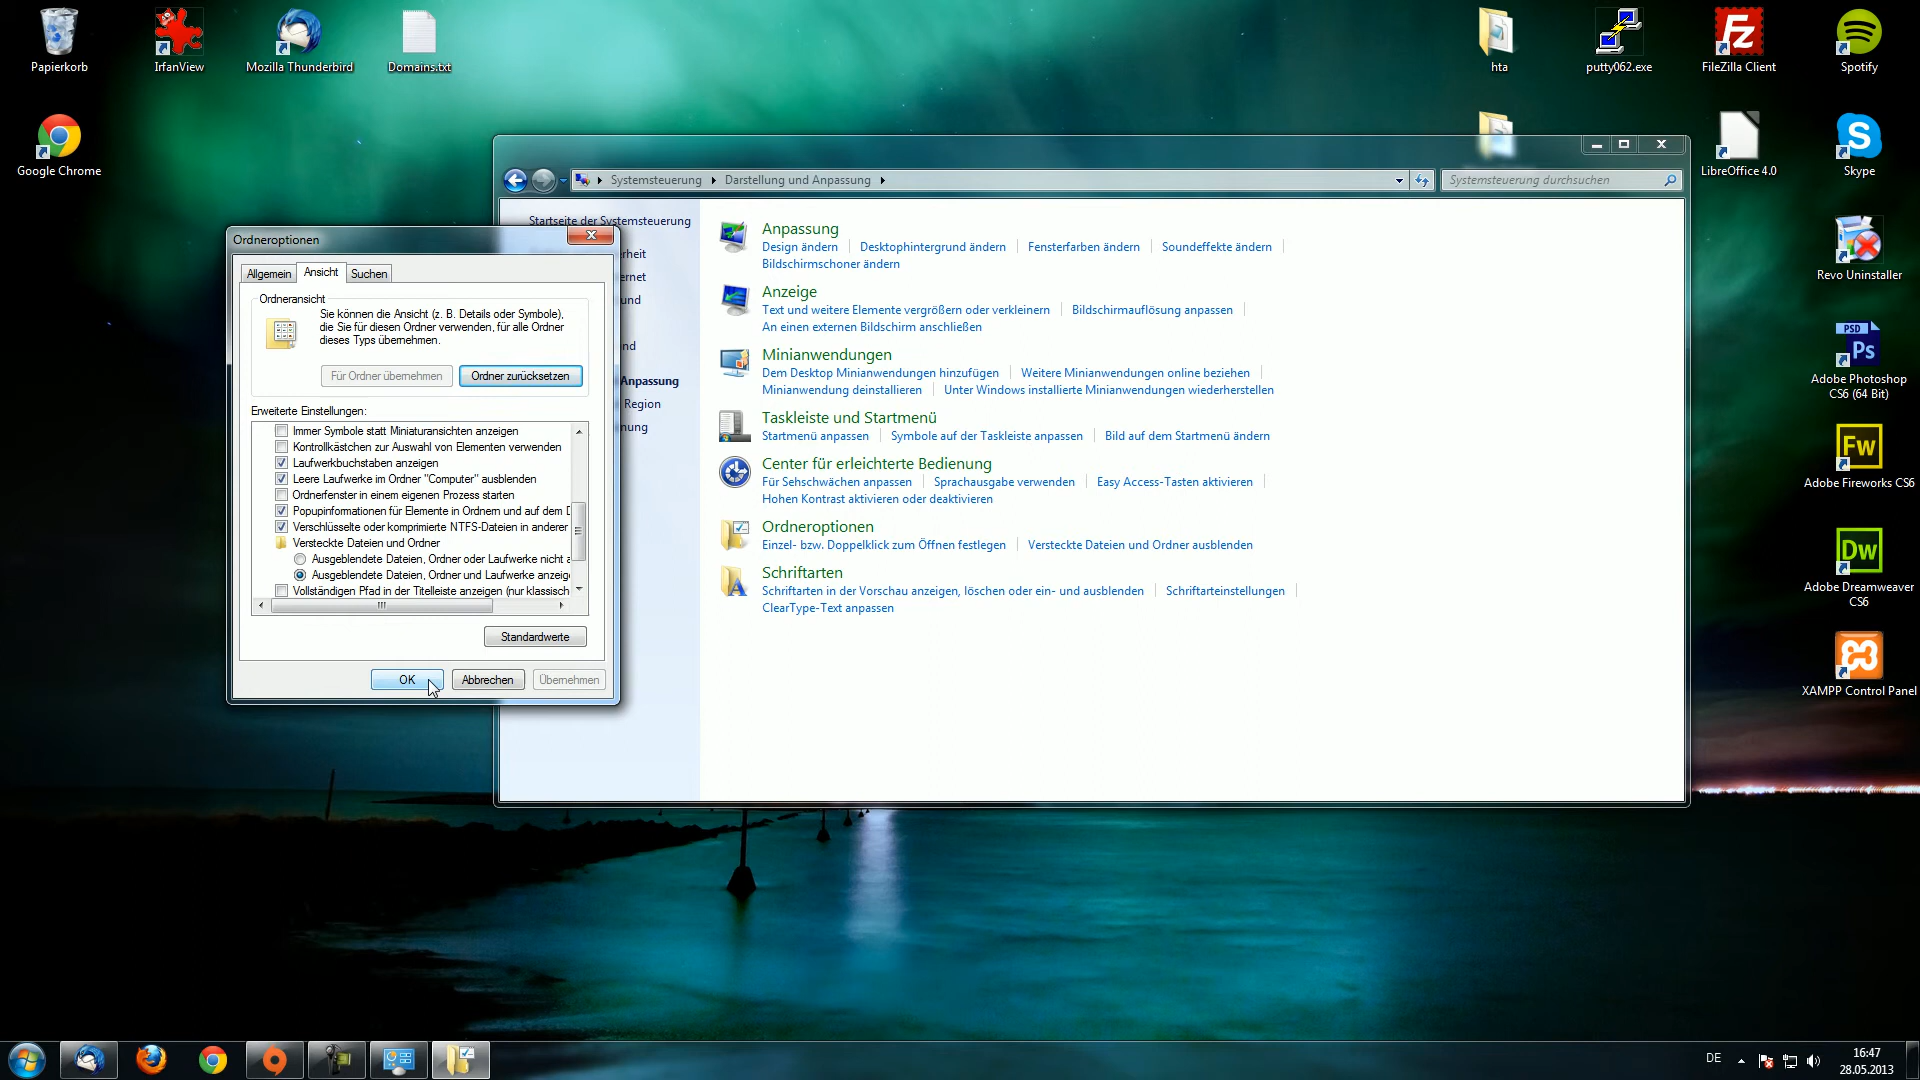 Papierkorb
IrfanView
Mozilla Thunderbird
Domains.txt
hta
putty062.exe
FileZilla Client
Spotify
Google Chrome
LibreOffice 4.0
Skype
Revo Uninstaller
PSD
Ps
Adobe Photoshop
CS6 (64 Bit)
Fw
Adobe Fireworks CS6
Dw
Adobe Dreamweaver
CS6
XAMPP Control Panel
Systemsteuerung
Darstellung und Anpassung
Systemsteuerung durchsuchen
Startseite der Systemsteuerung
Anpassung
Region
Anpassung
Design ändern
Desktophintergrund ändern
Fensterfarben ändern
Soundeffekte ändern
Bildschirmschoner ändern
Anzeige
Text und weitere Elemente vergrößern oder verkleinern
Bildschirmauflösung anpassen
An einen externen Bildschirm anschließen
Minianwendungen
Dem Desktop Minianwendungen hinzufügen
Weitere Minianwendungen online beziehen
Minianwendung deinstallieren
Unter Windows installierte Minianwendungen wiederherstellen
Taskleiste und Startmenü
Startmenü anpassen
Symbole auf der Taskleiste anpassen
Bild auf dem Startmenü ändern
Center für erleichterte Bedienung
Für Sehschwächen anpassen
Sprachausgabe verwenden
Easy Access-Tasten aktivieren
Hohen Kontrast aktivieren oder deaktivieren
Ordneroptionen
Einzel- bzw. Doppelklick zum Öffnen festlegen
Versteckte Dateien und Ordner ausblenden
Schriftarten
Schriftarten in der Vorschau anzeigen, löschen oder ein- und ausblenden
Schriftarteinstellungen
ClearType-Text anpassen
Ordneroptionen
Allgemein
Ansicht
Suchen
Ordneransicht
Sie können die Ansicht (z. B. Details oder Symbole),
die Sie für diesen Ordner verwenden, für alle Ordner
dieses Typs übernehmen.
Für Ordner übernehmen
Ordner zurücksetzen
Erweiterte Einstellungen:
Immer Symbole statt Miniaturansichten anzeigen
Kontrollkästchen zur Auswahl von Elementen verwenden
Laufwerkbuchstaben anzeigen
Leere Laufwerke im Ordner "Computer" ausblenden
Ordnerfenster in einem eigenen Prozess starten
Popupinformationen für Elemente in Ordnern und auf dem
Verschlüsselte oder komprimierte NTFS-Dateien in anderer
Versteckte Dateien und Ordner
Ausgeblendete Dateien, Ordner oder Laufwerke nicht a
Ausgeblendete Dateien, Ordner und Laufwerke anzeig
Vollständigen Pfad in der Titelleiste anzeigen (nur klassisch
Standardwerte
OK
Abbrechen
Übernehmen
DE
16:47
28.05.2013